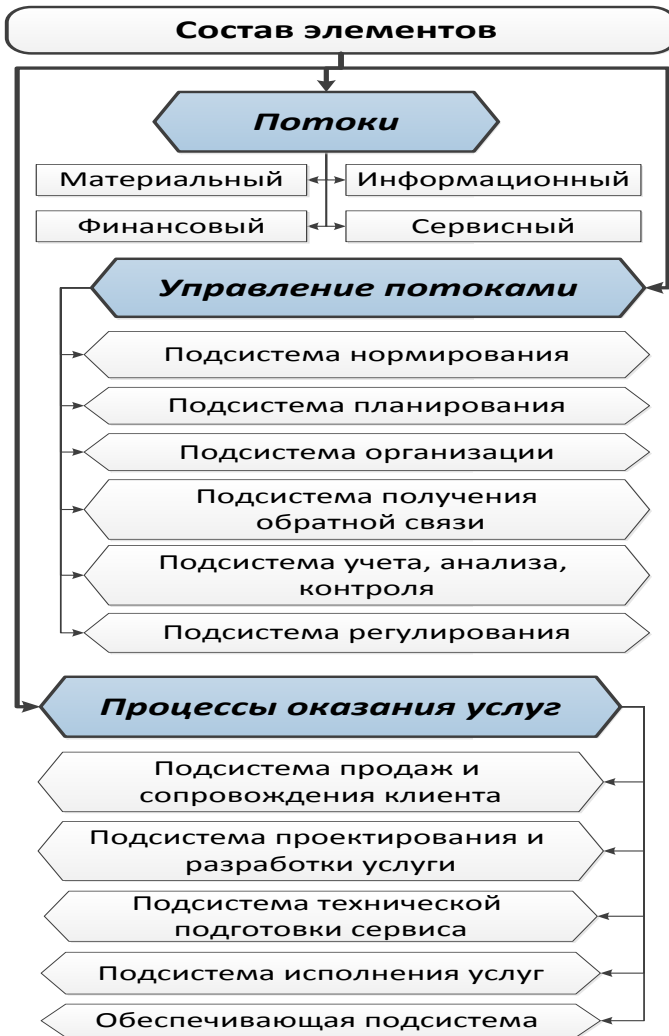 Состав элементов
Потоки
Материальный
Информационный
Финансовый
Сервисный
Управление потоками
Подсистема нормирования
Подсистема планирования
Подсистема организации
Подсистема получения
обратной связи
Подсистема учета, анализа,
контроля
Подсистема регулирования
Процессы оказания услуг
Подсистема продаж и
сопровождения клиента
Подсистема проектирования и
разработки услуги
Подсистема технической
подготовки сервиса
Подсистема исполнения услуг
Обеспечивающая подсистема